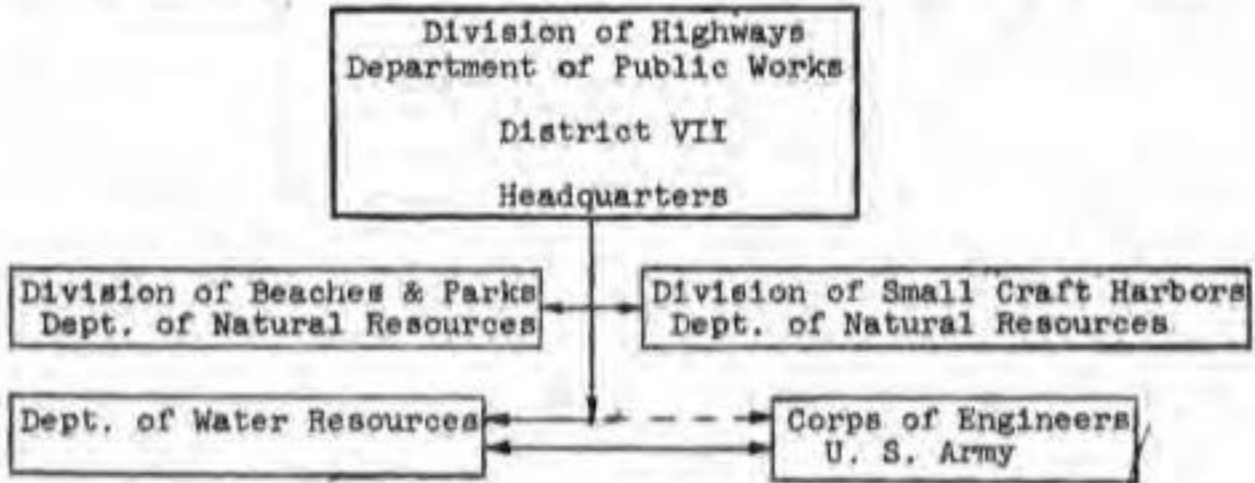 Division of Highways
Department of Public Works
District VII
Headquarters
Division of Beaches & Parks
Dept. of Natural Resources
Division of Small Craft Harbors
Dept. of Natural Resources
Dept. of Water Resources
Corps of Engineers
U. S. Army